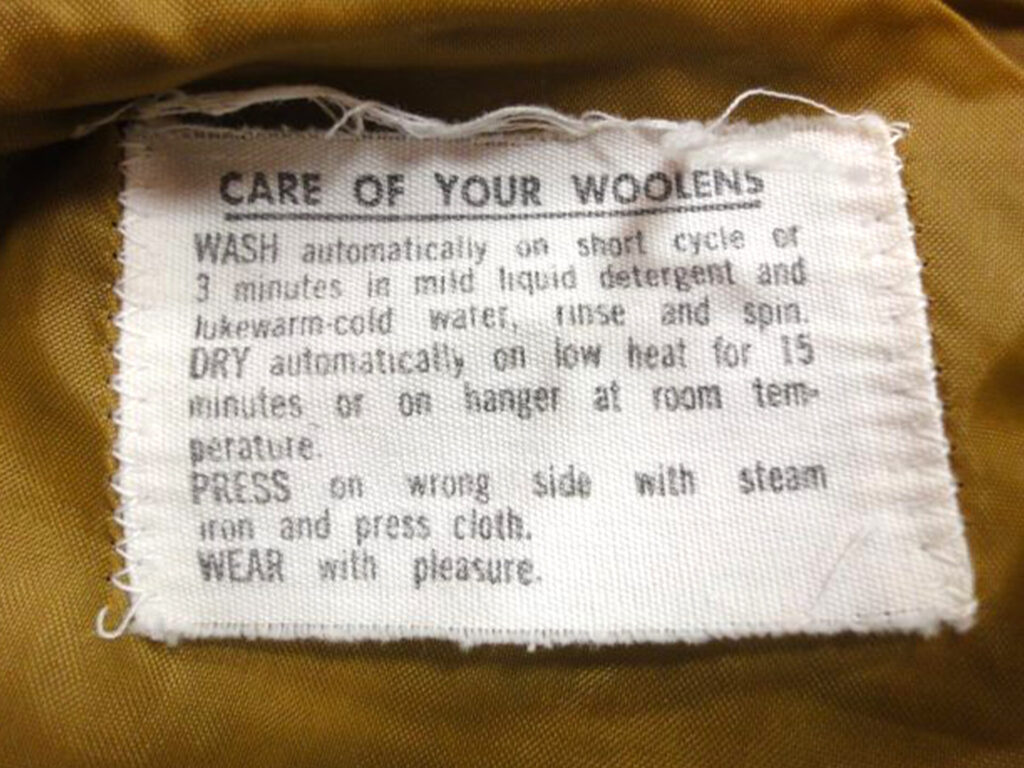 CARE OF YOUR WOOLENS
WASH automatically on short cycle or
3 minutes in mild liquid detergent and
lukewarm-cold water, rinse and spin.
DRY automatically on low heat for 15
minutes or on hanger at room tem-
perature.
PRESS on wrong side with steam
iron and press cloth.
WEAR with pleasure.